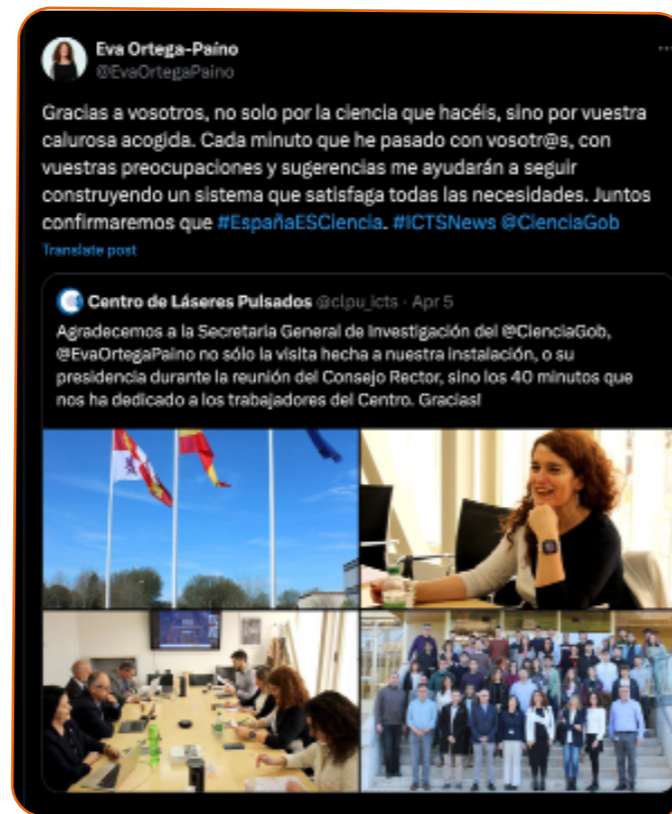 Eva Ortega-Paíno
@EvaOrtegaPaino
Gracias a vosotros, no solo por la ciencia que hacéis, sino por vuestra
calurosa acogida. Cada minuto que he pasado con vosotr@s, con
vuestras preocupaciones y sugerencias me ayudarán a seguir
construyendo un sistema que satisfaga todas las necesidades. Juntos
confirmaremos que #EspañaESCiencia. #ICTSNews @CienciaGob
Translate post
Centro de Láseres Pulsados @clpu_icts · Apr 5
Agradecemos a la Secretaria General de Investigación del @CienciaGob,
@EvaOrtegaPaino no sólo la visita hecha a nuestra instalación, o su
presidencia durante la reunión del Consejo Rector, sino los 40 minutos que
nos ha dedicado a los trabajadores del Centro. Gracias!